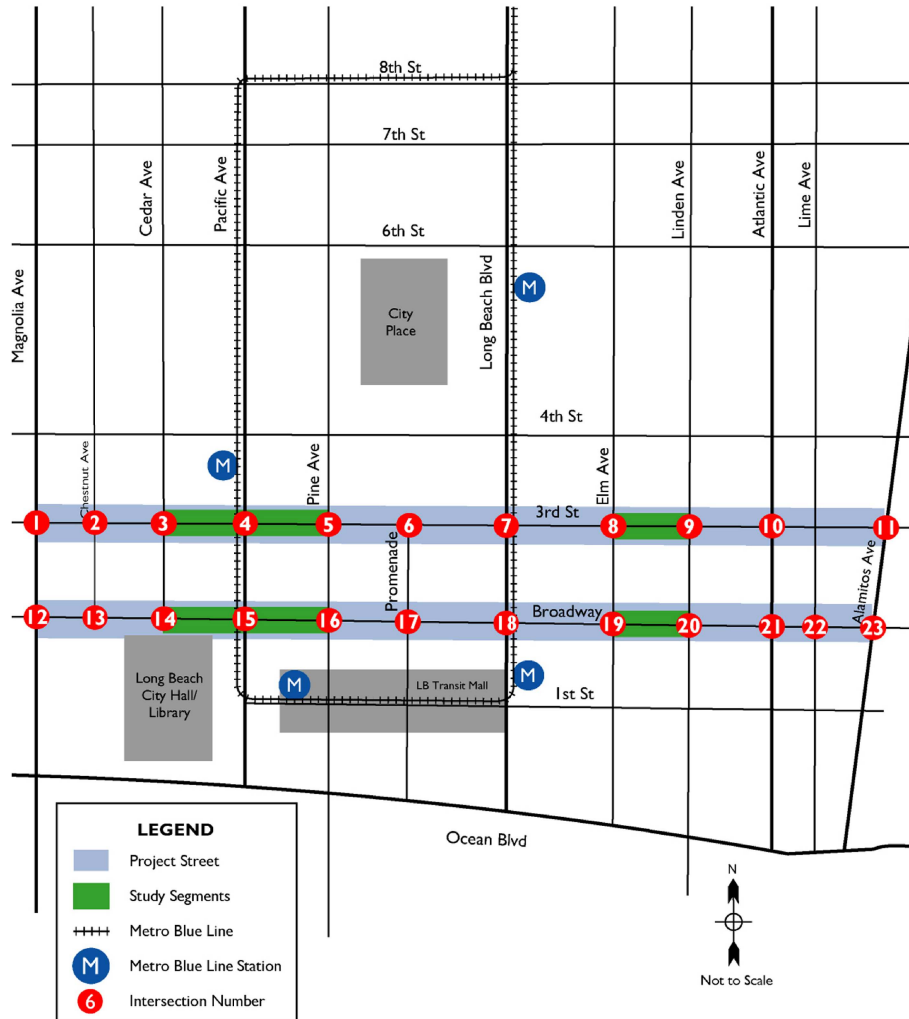 8th St
7th St
Cedar Ave
Pacific Ave
Linden Ave
Atlantic Ave
Lime Ave
6th St
Magnolia Ave
Long Beach Blvd
M
City
Place
4th St
M
Chestnut Ave
Pine Ave
Elm Ave
3rd St
1
2
3
4
5
6
7
8
9
10
11
Promenade
Alamitos Ave
Broadway
12
13
14
15
16
17
18
19
20
21
22
23
Long Beach
City Hall/
Library
M
LB Transit Mall
M
1st St
Ocean Blvd
LEGEND
Project Street
Study Segments
Metro Blue Line
M Metro Blue Line Station
6 Intersection Number
N
Not to Scale